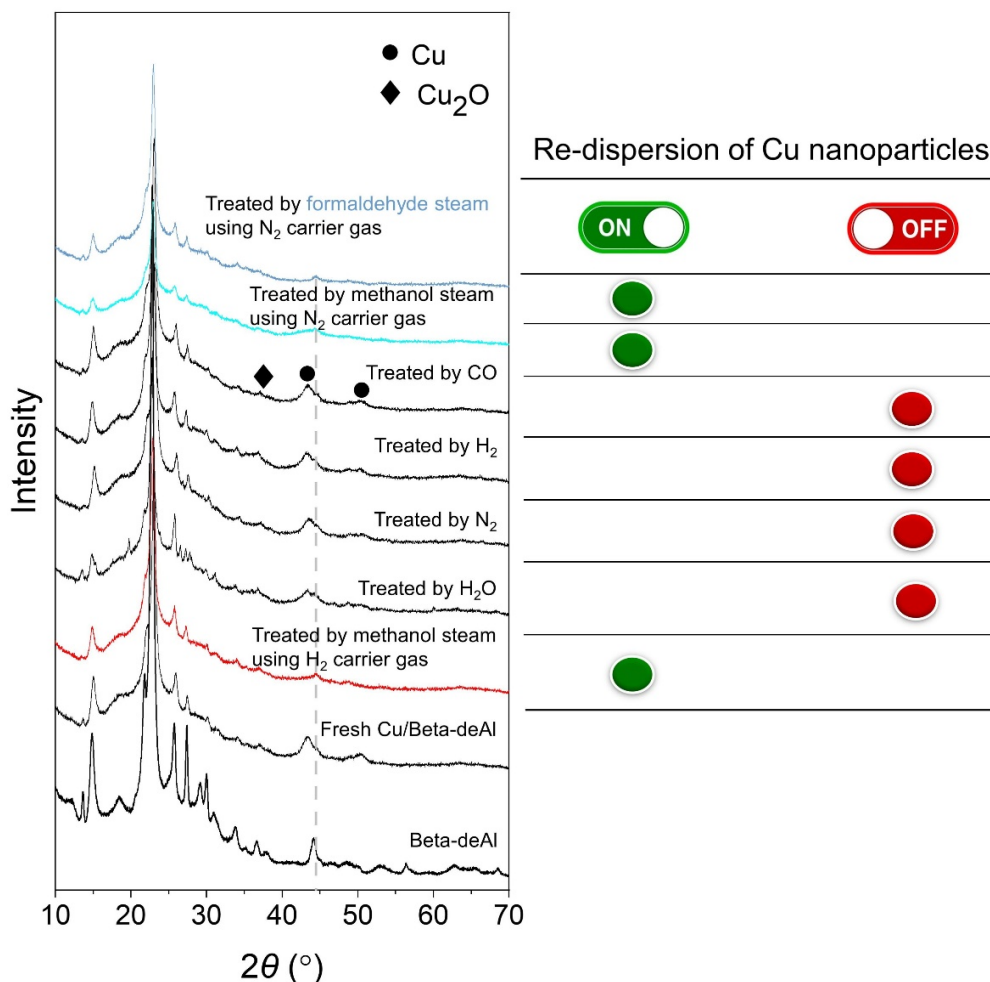 Cu
Cu2O
Treated by formaldehyde steam
using N2 carrier gas
Treated by methanol steam
using N2 carrier gas
Treated by CO
Treated by H2
Treated by N2
Treated by H2O
Treated by methanol steam
using H2 carrier gas
Fresh Cu/Beta-deAl
Beta-deAl
Intensity
10 20 30 40 50 60 70
2θ (°)
Re-dispersion of Cu nanoparticles
ON OFF